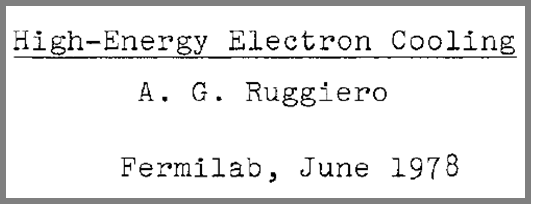 High-Energy Electron Cooling
A. G. Ruggiero
Fermilab, June 1978